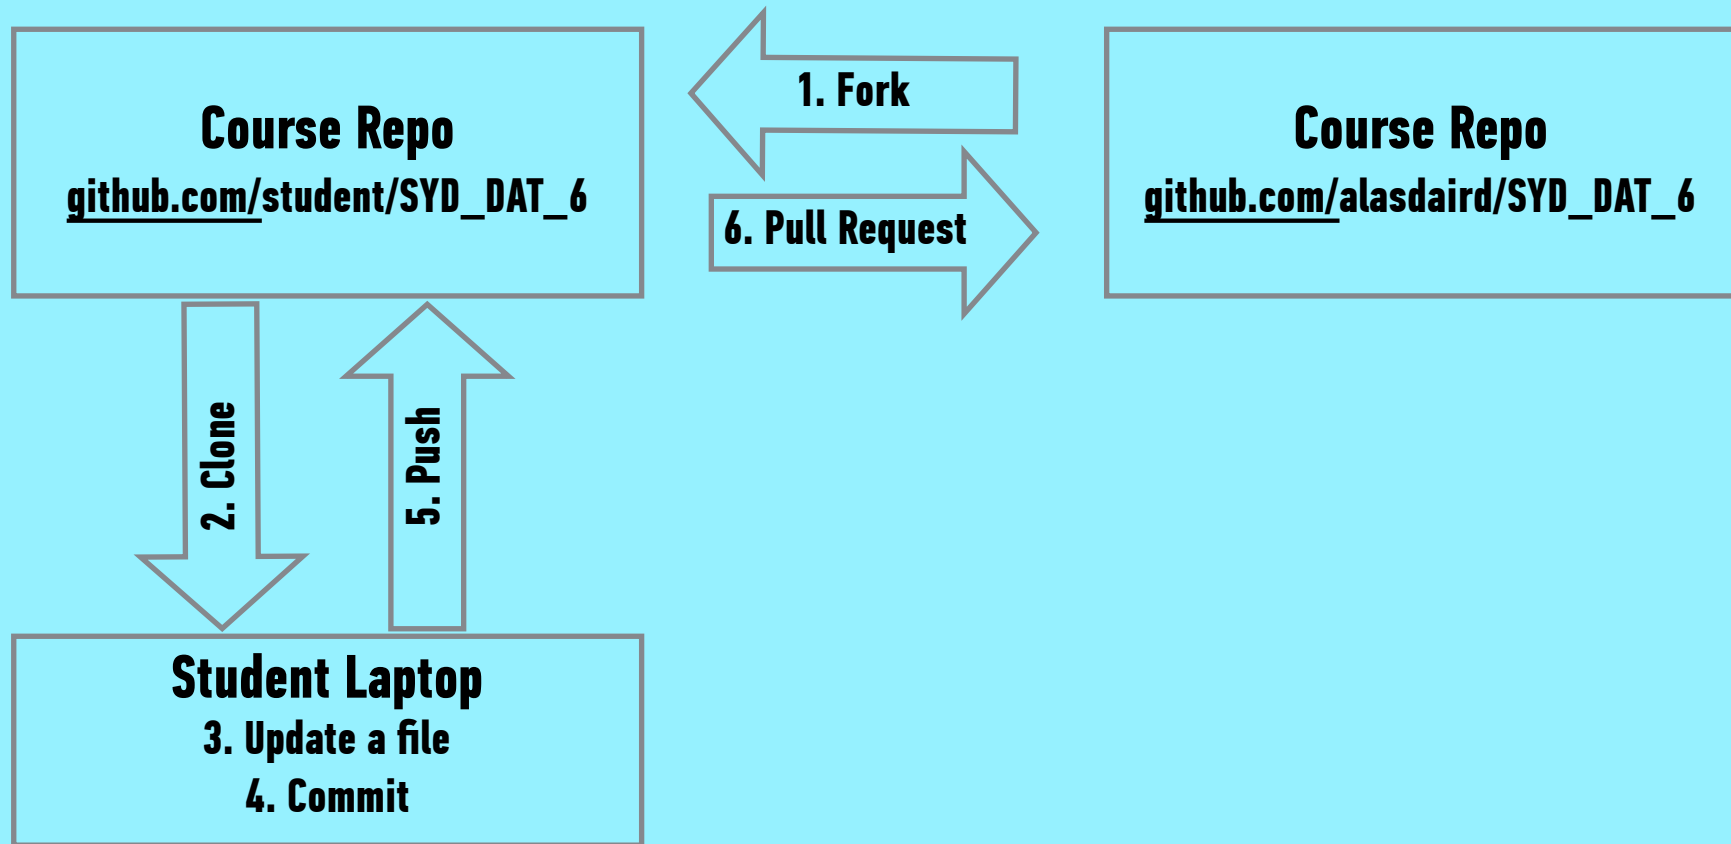 Course Repo
github.com/student/SYD_DAT_6
1. Fork
6. Pull Request
Course Repo
github.com/alasdaird/SYD_DAT_6
2. Clone
5. Push
Student Laptop
3. Update a file
4. Commit